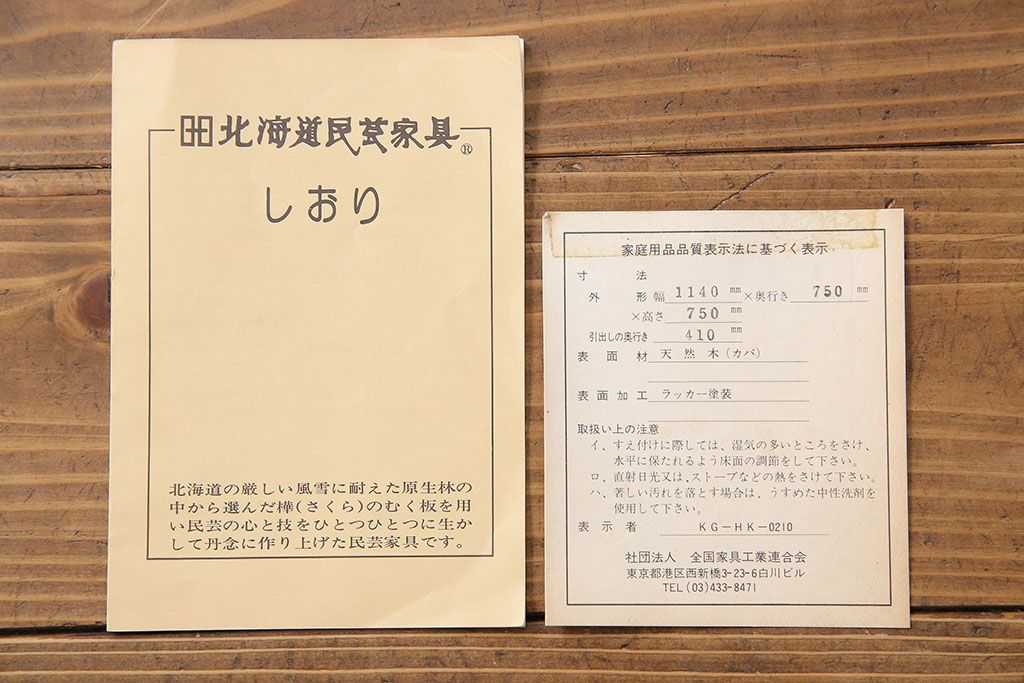 北海道民芸家具®
しおり
北海道の厳しい風雪に耐えた原生林の
中から選んだ樺(さくら)のむく板を用
い民芸の心と技をひとつひとつに生か
して丹念に作り上げた民芸家具です。
家庭用品品質表示法に基づく表示
寸法
外形 幅 1140 mm ×奥行き 750 mm
×高さ 750 mm
引出しの奥行き 410 mm
表面材 天然木(カバ)
表面加工 ラッカー塗装
取扱い上の注意
イ、すえ付けに際しては、湿気の多いところをさけ、
水平に保たれるよう床面の調節をして下さい。
ロ、直射日光又は、ストーブなどの熱をさけて下さい。
ハ、著しい汚れを落とす場合は、うすめた中性洗剤を
使用して下さい。
表示者 KG-HK-0210
社団法人 全国家具工業連合会
東京都港区西新橋3-23-6白川ビル
TEL(03)433-8471